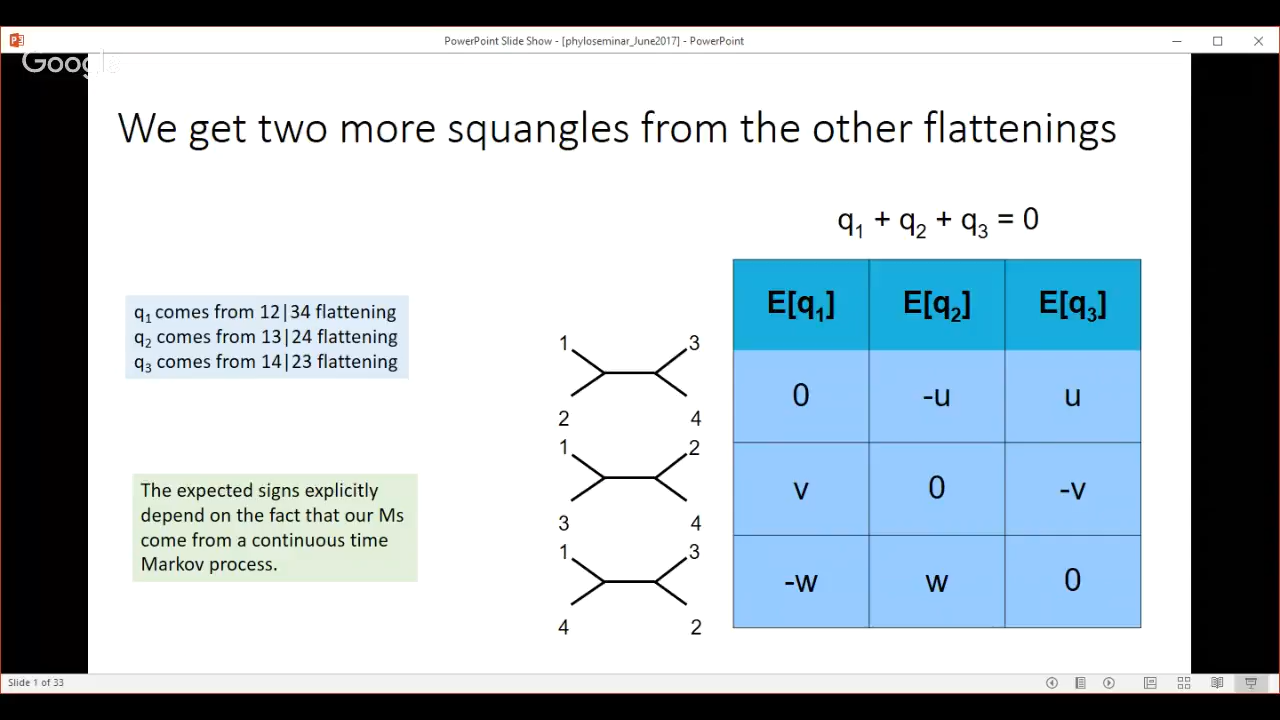 PowerPoint Slide Show - [phyloseminar_June2017] - PowerPoint
Google
We get two more squangles from the other flattenings
q₁ + q₂ + q₃ = 0
q₁ comes from 12|34 flattening
q₂ comes from 13|24 flattening
q₃ comes from 14|23 flattening
The expected signs explicitly
depend on the fact that our Ms
come from a continuous time
Markov process.
1 3
2 4
1 2
3 4
1 3
4 2
E[q₁] E[q₂] E[q₃]
0 -u u
v 0 -v
-w w 0
Slide 1 of 33